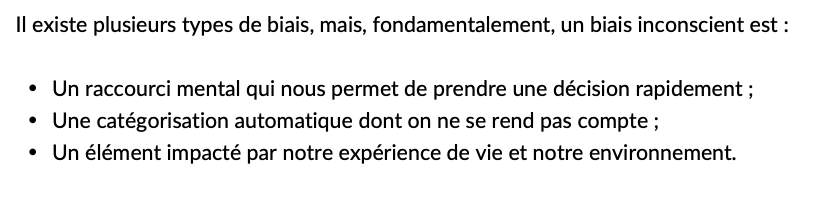 Il existe plusieurs types de biais, mais, fondamentalement, un biais inconscient est :
• Un raccourci mental qui nous permet de prendre une décision rapidement ;
• Une catégorisation automatique dont on ne se rend pas compte ;
• Un élément impacté par notre expérience de vie et notre environnement.